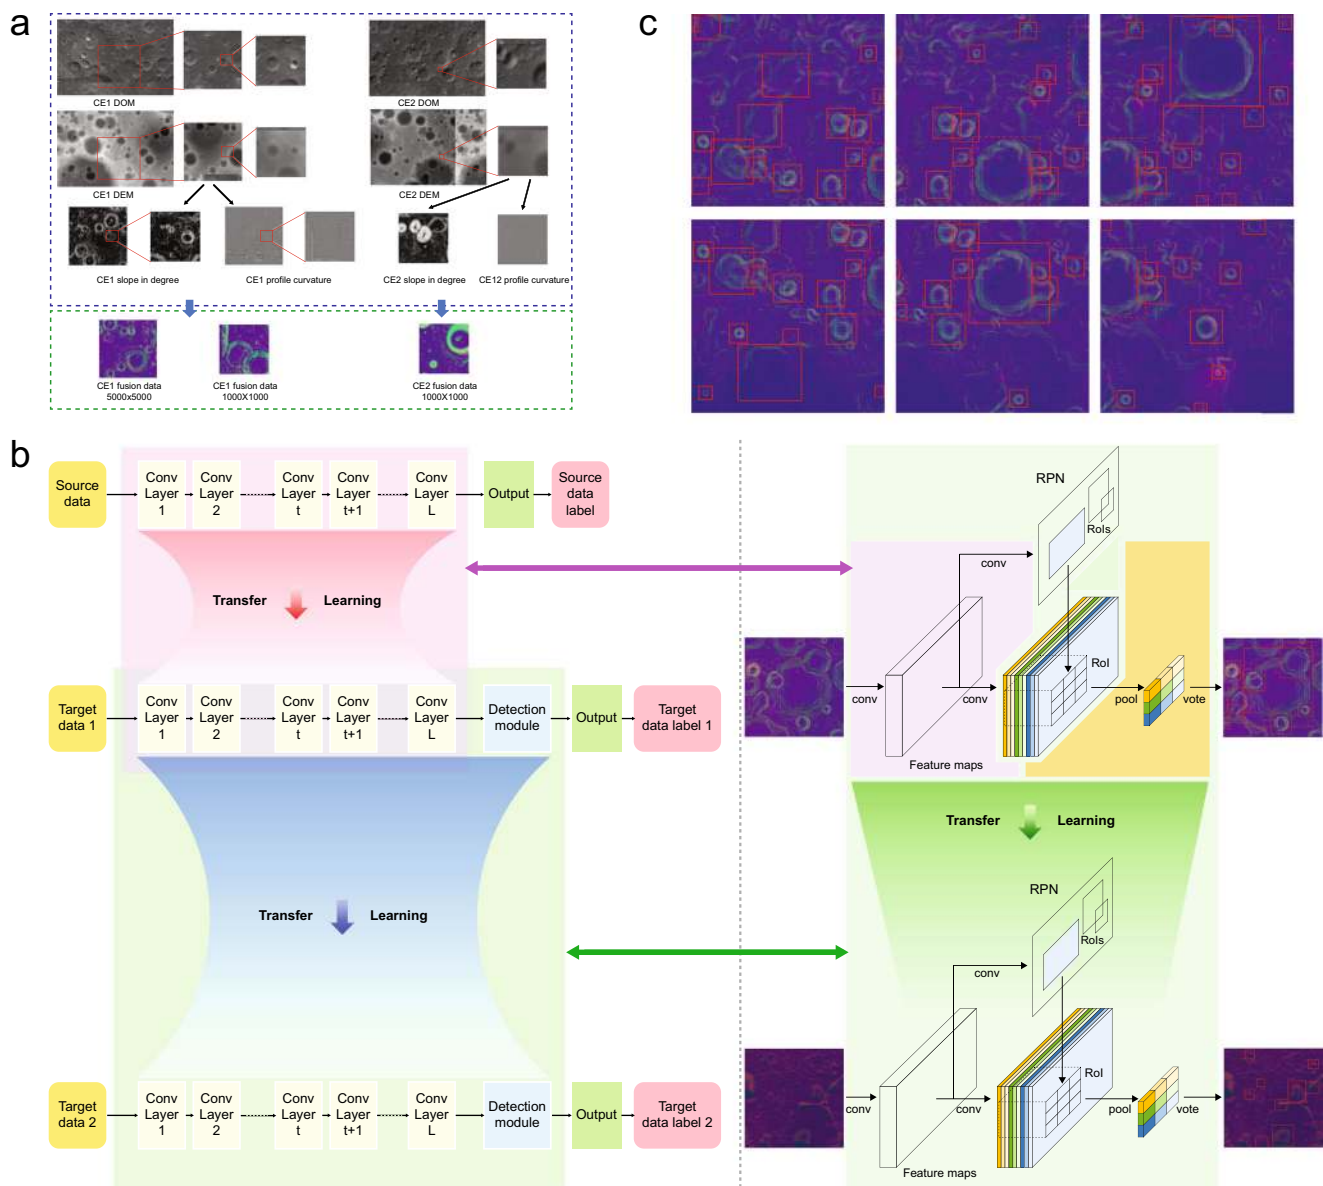 a
CE1 DOM
CE2 DOM
CE1 DEM
CE2 DEM
CE1 slope in degree
CE1 profile curvature
CE2 slope in degree
CE12 profile curvature
CE1 fusion data
5000x5000
CE1 fusion data
1000X1000
CE2 fusion data
1000X1000
c
b
Source
data
Conv
Layer
1
Conv
Layer
2
Conv
Layer
t
Conv
Layer
t+1
Conv
Layer
L
Output
Source
data
label
Transfer
Learning
Target
data 1
Conv
Layer
1
Conv
Layer
2
Conv
Layer
t
Conv
Layer
t+1
Conv
Layer
L
Detection
module
Output
Target
data label 1
Transfer
Learning
Target
data 2
Conv
Layer
1
Conv
Layer
2
Conv
Layer
t
Conv
Layer
t+1
Conv
Layer
L
Detection
module
Output
Target
data label 2
RPN
RoIs
conv
RoI
conv
conv
pool
vote
Feature maps
Transfer
Learning
RPN
RoIs
conv
RoI
conv
conv
pool
vote
Feature maps